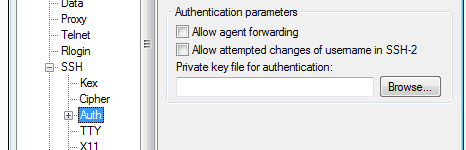 Data
Proxy
Telnet
Rlogin
SSH
Kex
Cipher
Auth
TTY
X11
Authentication parameters
Allow agent forwarding
Allow attempted changes of username in SSH-2
Private key file for authentication:
Browse...